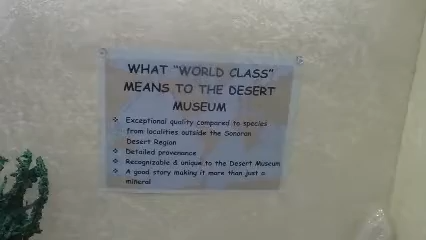 WHAT "WORLD CLASS"
MEANS TO THE DESERT
MUSEUM
❖ Exceptional quality compared to species
from localities outside the Sonoran
Desert Region
❖ Detailed provenance
❖ Recognizable & unique to the Desert Museum
❖ A good story making it more than just a
mineral